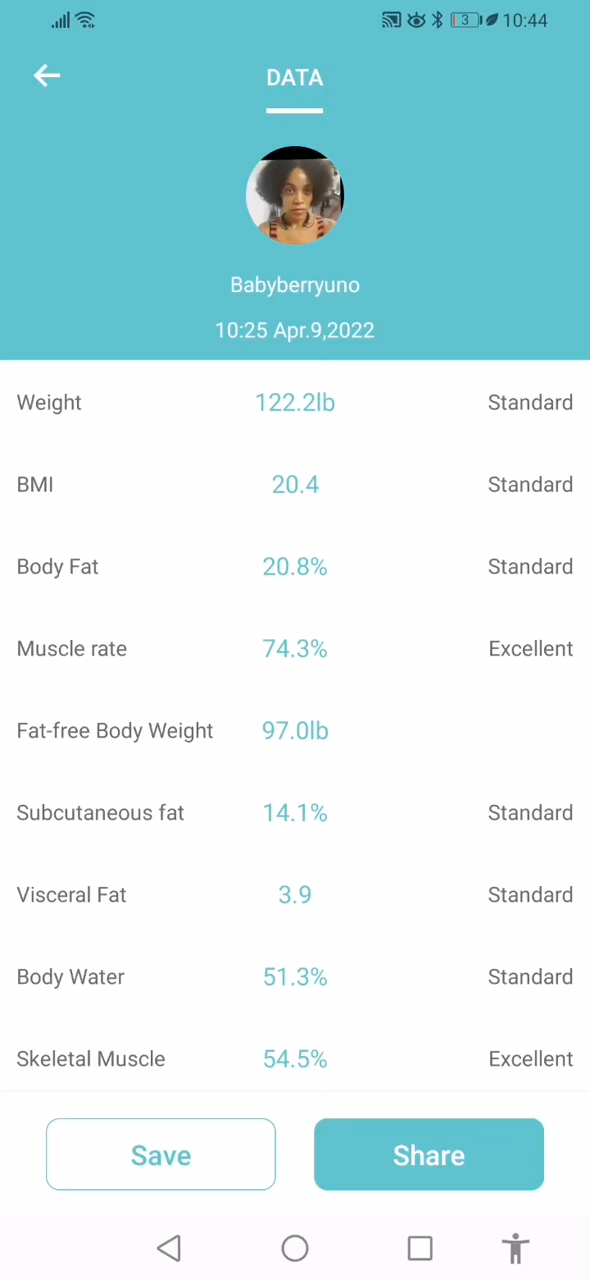 3 10:44
DATA
Babyberryuno
10:25 Apr.9,2022
Weight 122.2lb Standard
BMI 20.4 Standard
Body Fat 20.8% Standard
Muscle rate 74.3% Excellent
Fat-free Body Weight 97.0lb
Subcutaneous fat 14.1% Standard
Visceral Fat 3.9 Standard
Body Water 51.3% Standard
Skeletal Muscle 54.5% Excellent
Save Share